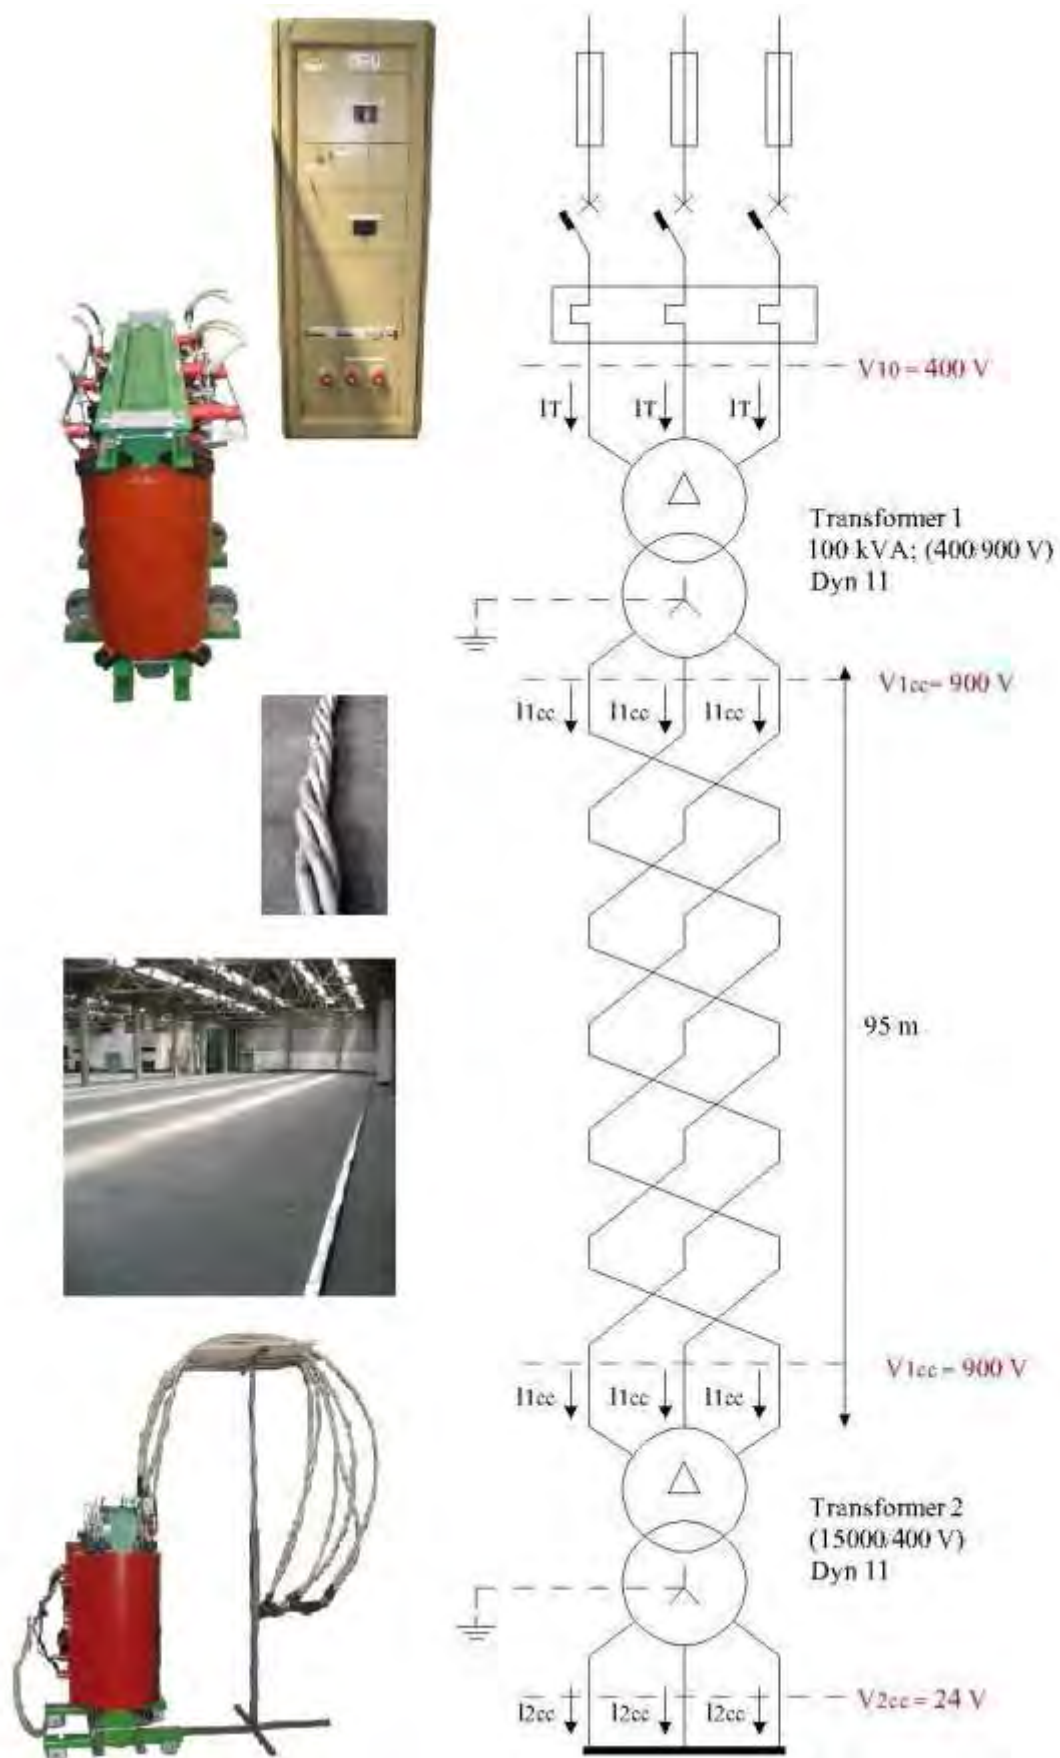 V10 = 400 V
IT IT IT
Transformer 1
100 kVA; (400/900 V)
Dyn 11
V1cc= 900 V
I1cc I1cc I1cc
95 m
V1cc = 900 V
I1cc I1cc I1cc
Transformer 2
(15000/400 V)
Dyn 11
V2cc = 24 V
I2cc I2cc I2cc